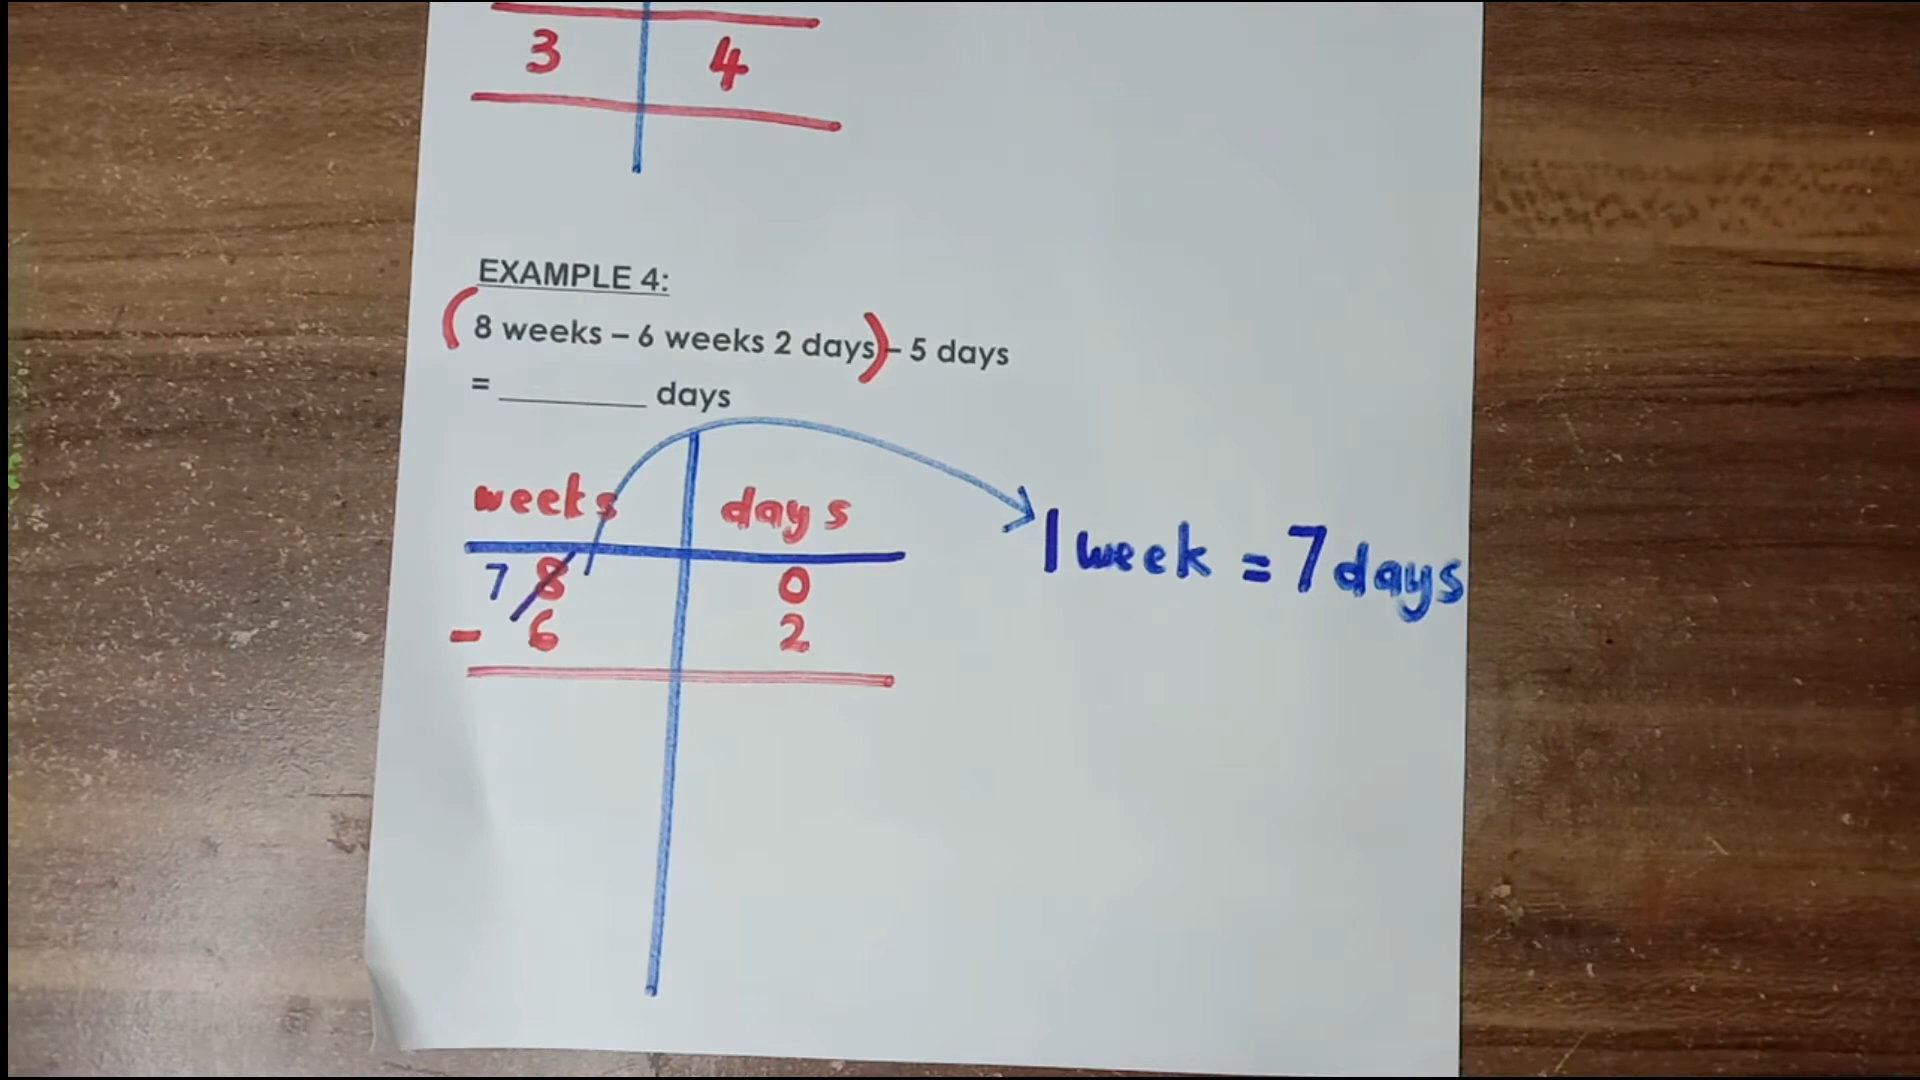 3 4
EXAMPLE 4:
(8 weeks – 6 weeks 2 days) – 5 days
= ________ days
weeks days
7 8 0
1 week = 7 days
- 6 2